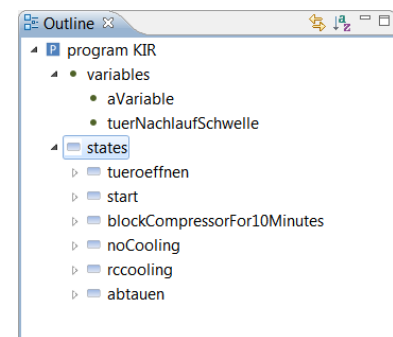 Outline
program KIR
variables
aVariable
tuerNachlaufSchwelle
states
tueroeffnen
start
blockCompressorFor10Minutes
noCooling
rccooling
abtauen